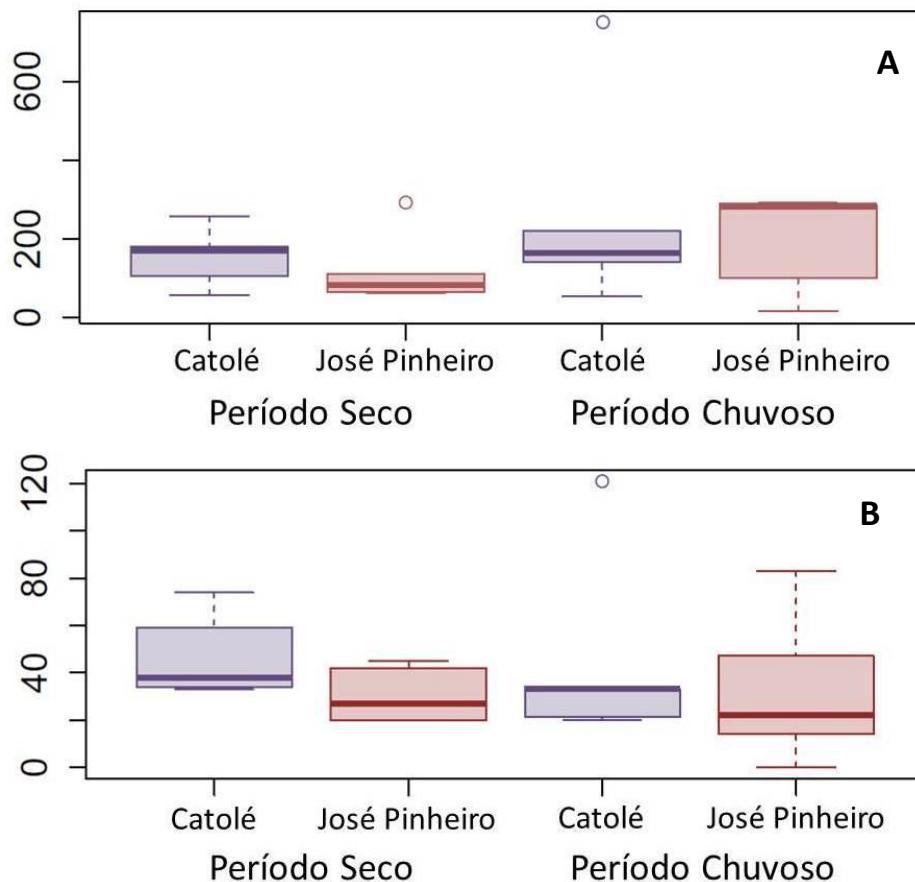 A
600
200
0
Catolé José Pinheiro Catolé José Pinheiro
Período Seco Período Chuvoso
B
120
80
40
0
Catolé José Pinheiro Catolé José Pinheiro
Período Seco Período Chuvoso